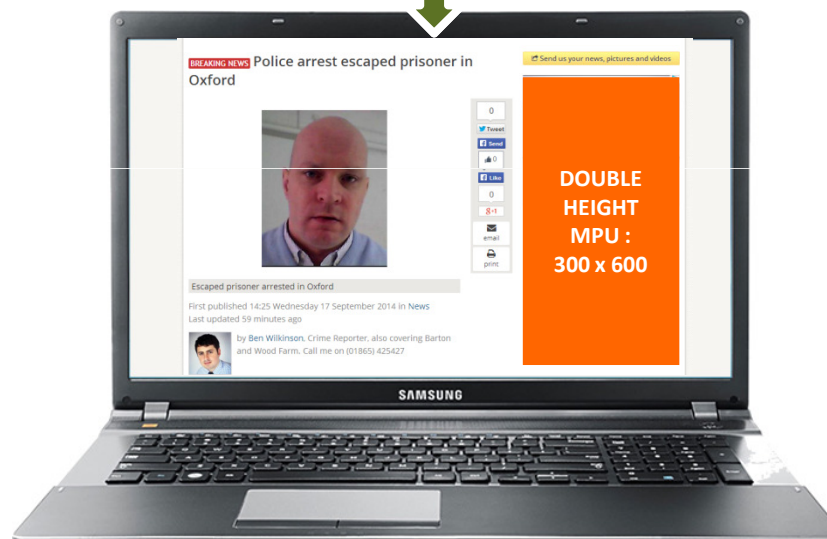 BREAKING NEWS Police arrest escaped prisoner in
Oxford
Send us your news, pictures and videos
0
Tweet
Send
0
Like
0
g+1
email
print
DOUBLE
HEIGHT
MPU :
300 x 600
Escaped prisoner arrested in Oxford
First published 14:25 Wednesday 17 September 2014 in News
Last updated 59 minutes ago
by Ben Wilkinson, Crime Reporter, also covering Barton
and Wood Farm. Call me on (01865) 425427
SAMSUNG